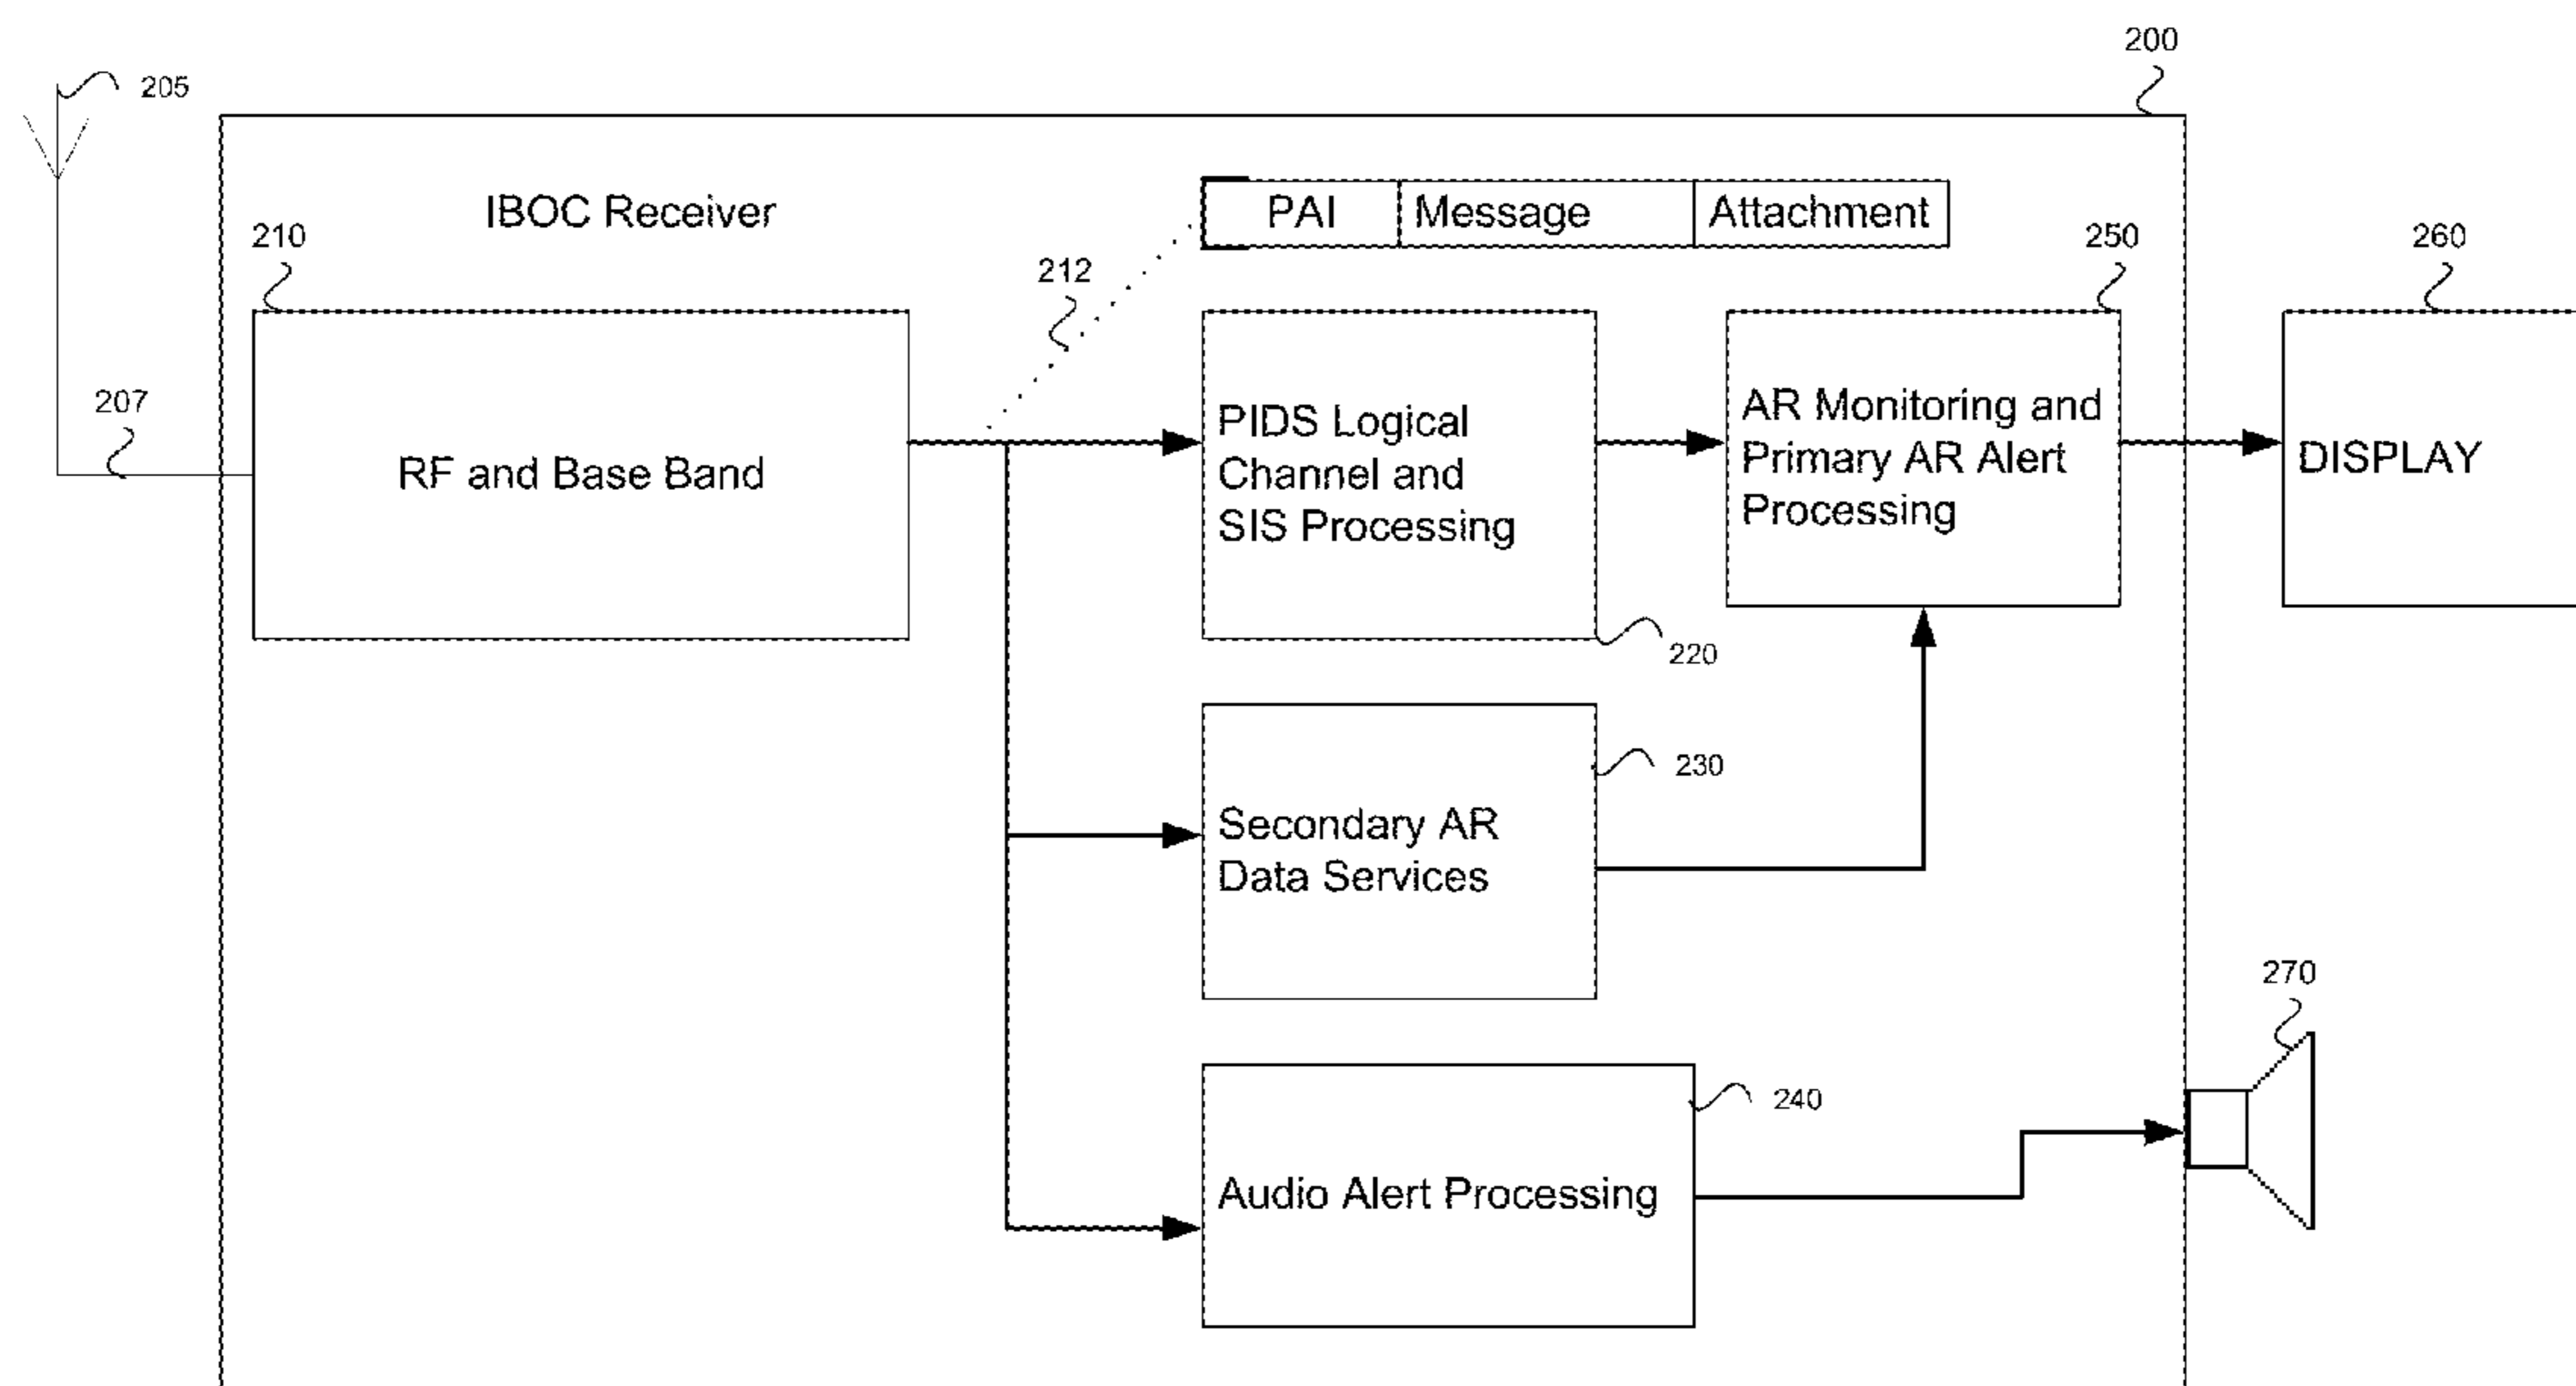 200
205
IBOC Receiver
PAI Message Attachment
210
212
250
260
207
RF and Base Band
PIDS Logical
Channel and
SIS Processing
AR Monitoring and
Primary AR Alert
Processing
DISPLAY
220
230
Secondary AR
Data Services
270
240
Audio Alert Processing